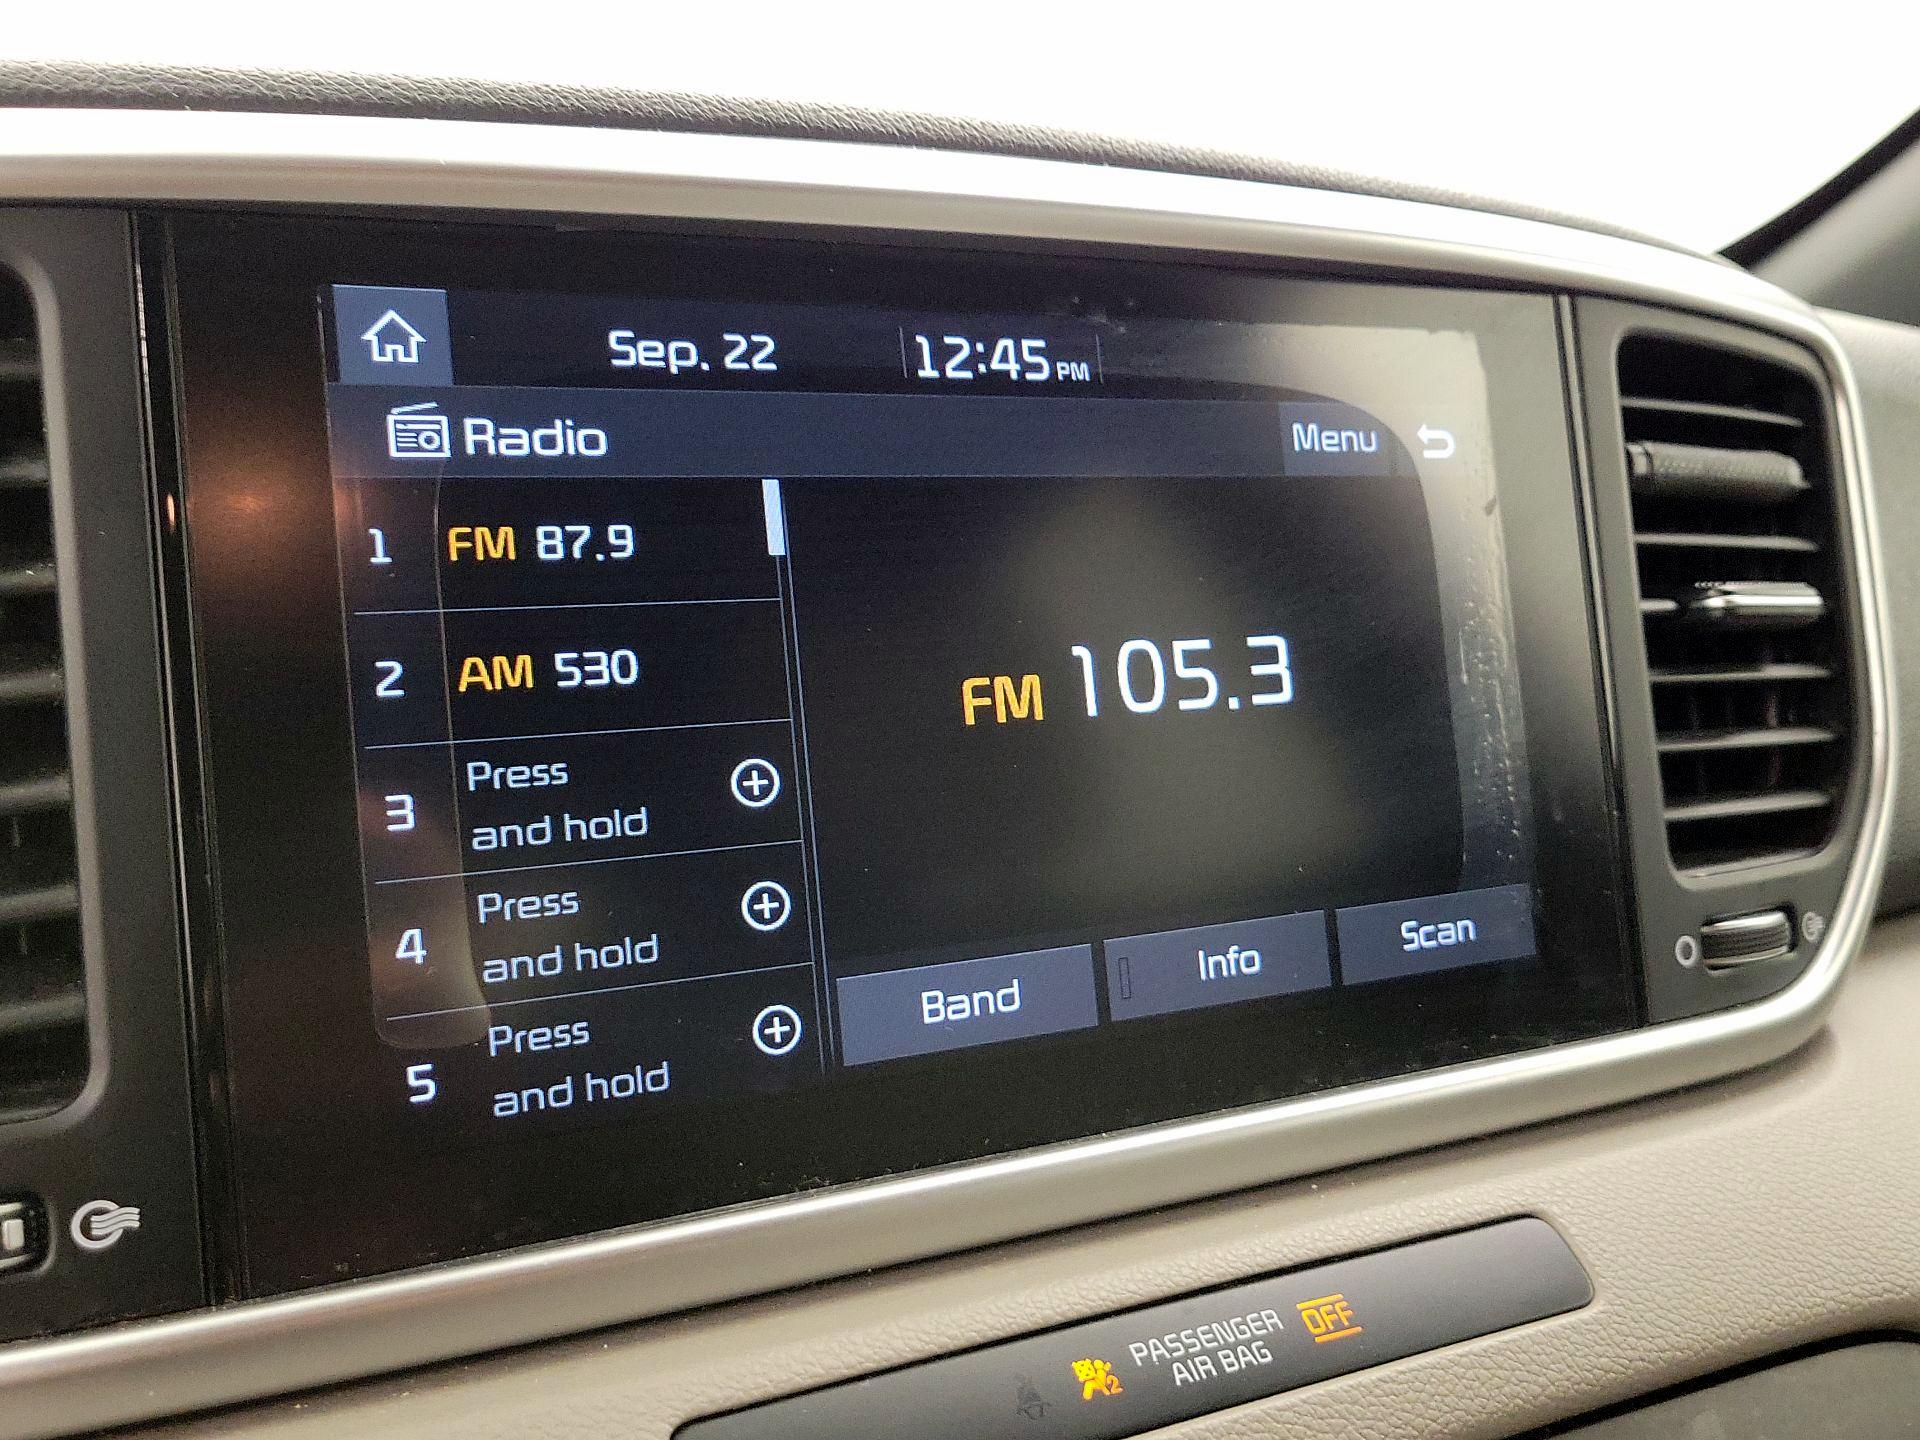 Sep. 22 12:45 PM
Radio Menu
1 FM 87.9
2 AM 530
3 Press
and hold
4 Press
and hold
5 Press
and hold
FM 105.3
Band Info Scan
2 PASSENGER OFF
AIR BAG